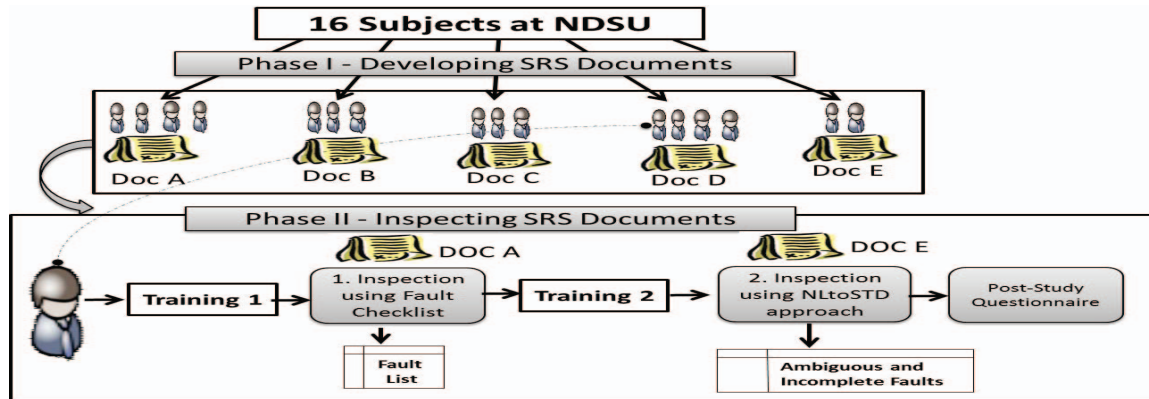 16 Subjects at NDSU
Phase I - Developing SRS Documents
Doc A
Doc B
Doc C
Doc D
Doc E
Phase II - Inspecting SRS Documents
DOC A
DOC E
Training 1
1. Inspection
using Fault
Checklist
Training 2
2. Inspection
using NLtoSTD
approach
Post-Study
Questionnaire
Fault
List
Ambiguous and
Incomplete Faults